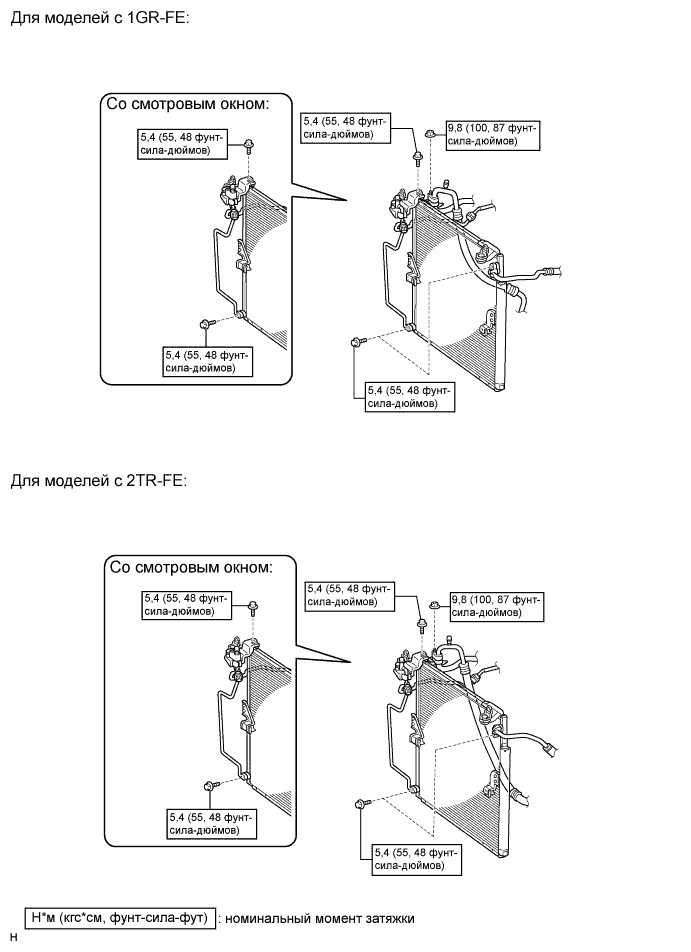 Для моделей с 1GR-FE:
Со смотровым окном:
5,4 (55, 48 фунт-
сила-дюймов)
5,4 (55, 48 фунт-
сила-дюймов)
5,4 (55, 48 фунт-
сила-дюймов)
9,8 (100, 87 фунт-
сила-дюймов)
5,4 (55, 48 фунт-
сила-дюймов)
Для моделей с 2TR-FE:
Со смотровым окном:
5,4 (55, 48 фунт-
сила-дюймов)
5,4 (55, 48 фунт-
сила-дюймов)
5,4 (55, 48 фунт-
сила-дюймов)
9,8 (100, 87 фунт-
сила-дюймов)
5,4 (55, 48 фунт-
сила-дюймов)
Н*м (кгс*см, фунт-сила-фут) : номинальный момент затяжки
H